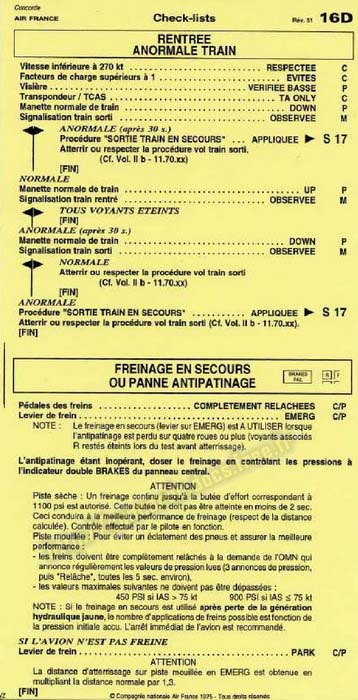 Concorde
AIR FRANCE Check-lists Rév. 51 16D
RENTREE
ANORMALE TRAIN
Vitesse inférieure à 270 kt ........ RESPECTEE C
Facteurs de charge supérieurs à 1 ........ EVITES C
Visière ........ VERIFIEE BASSE P
Transpondeur / TCAS ........ TA ONLY C
Manette normale de train ........ DOWN P
Signalisation train sorti ........ OBSERVEE M
ANORMALE (après 30 s.)
Procédure "SORTIE TRAIN EN SECOURS" ... APPLIQUEE ► S 17
Atterrir ou respecter la procédure vol train sorti.
(Cf. Vol. II b - 11.70.xx)
[FIN]
NORMALE
Manette normale de train ........ UP P
Signalisation train rentré ........ OBSERVEE M
TOUS VOYANTS ETEINTS
[FIN]
ANORMALE (après 30 s.)
Manette normale de train ........ DOWN P
Signalisation train sorti ........ OBSERVEE M
NORMALE
Atterrir ou respecter la procédure vol train sorti
(Cf. Vol. II b - 11.70.xx)
[FIN]
ANORMALE
Procédure "SORTIE TRAIN EN SECOURS" ........ APPLIQUEE ► S 17
Atterrir ou respecter la procédure vol train sorti (Cf. Vol. II b - 11.70.xx).
[FIN]
FREINAGE EN SECOURS
OU PANNE ANTIPATINAGE
BRAKES
FAIL
R F
Pédales des freins ........ COMPLETEMENT RELACHEES C/P
Levier de frein ........ EMERG C/P
NOTE : Le freinage en secours (levier sur EMERG) est A UTILISER lorsque
l'antipatinage est perdu sur quatre roues ou plus (voyants associés
R restés éteints lors du test avant atterrissage).
L'antipatinage étant inopérant, doser le freinage en contrôlant les pressions à
l'indicateur double BRAKES du panneau central.
ATTENTION
Piste sèche : Un freinage continu jusqu'à la butée d'effort correspondant à
1100 psi est autorisé. Cette butée ne doit pas être atteinte en moins de 2 sec.
Ceci conduira à la meilleure performance de freinage (respect de la distance
calculée). Contrôle effectué par le pilote en fonction.
Piste mouillée : Pour éviter un éclatement des pneus et assurer la meilleure
performance :
- les freins doivent être complètement relâchés à la demande de l'OMN qui
annonce régulièrement les valeurs de pression lues (3 annonces de pression,
puis "Relâche", toutes les 5 sec. environ),
- les valeurs maximales suivantes ne doivent pas être dépassées :
450 PSI si IAS > 75 kt 900 PSI si IAS ≤ 75 kt
NOTE : Si le freinage en secours est utilisé après perte de la génération
hydraulique jaune, le nombre d'applications de freins possible est fonction de
la pression initiale accu. L'arrêt immédiat de l'avion est recommandé.
SI L'AVION N'EST PAS FREINE
Levier de frein ........ PARK C/P
ATTENTION
La distance d'atterrissage sur piste mouillée en EMERG est obtenue en
multipliant la distance normale par 1,3.
[FIN]
© Compagnie nationale Air France 1975 - Tous droits réservés